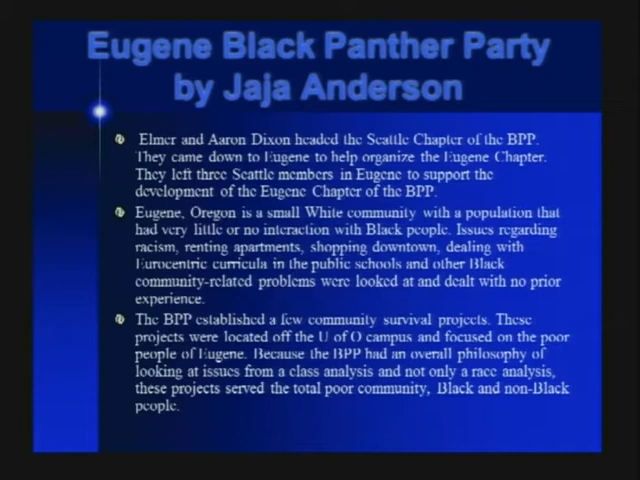 Eugene Black Panther Party
by Jaja Anderson
Elmer and Aaron Dixon headed the Seattle Chapter of the BPP.
They came down to Eugene to help organize the Eugene Chapter.
They left three Seattle members in Eugene to support the
development of the Eugene Chapter of the BPP.
Eugene, Oregon is a small White community with a population that
had very little or no interaction with Black people. Issues regarding
racism, renting apartments, shopping downtown, dealing with
Eurocentric curricula in the public schools and other Black
community-related problems were looked at and dealt with no prior
experience.
The BPP established a few community survival projects. These
projects were located off the U of O campus and focused on the poor
people of Eugene. Because the BPP had an overall philosophy of
looking at issues from a class analysis and not only a race analysis,
these projects served the total poor community, Black and non-Black
people.